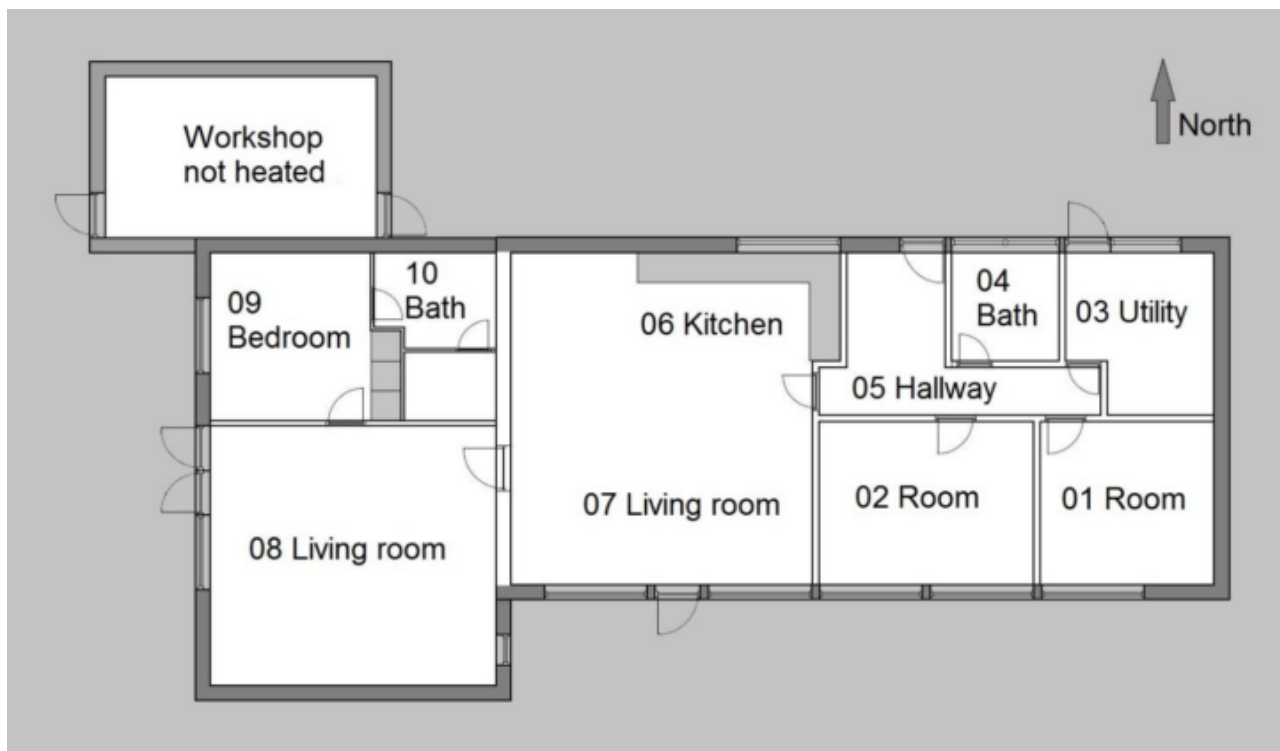 Workshop
not heated
North
09
Bedroom
10
Bath
06 Kitchen
04
Bath
03 Utility
05 Hallway
07 Living room
02 Room
01 Room
08 Living room